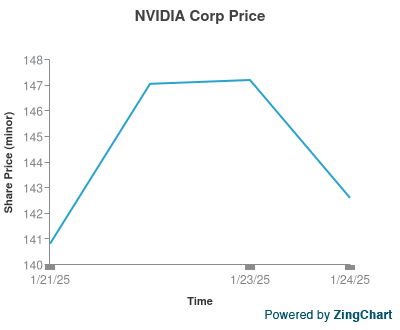 NVIDIA Corp Price
148
147
146
145
144
143
142
141
140
Share Price (minor)
1/21/25 1/23/25 1/24/25
Time
Powered by ZingChart